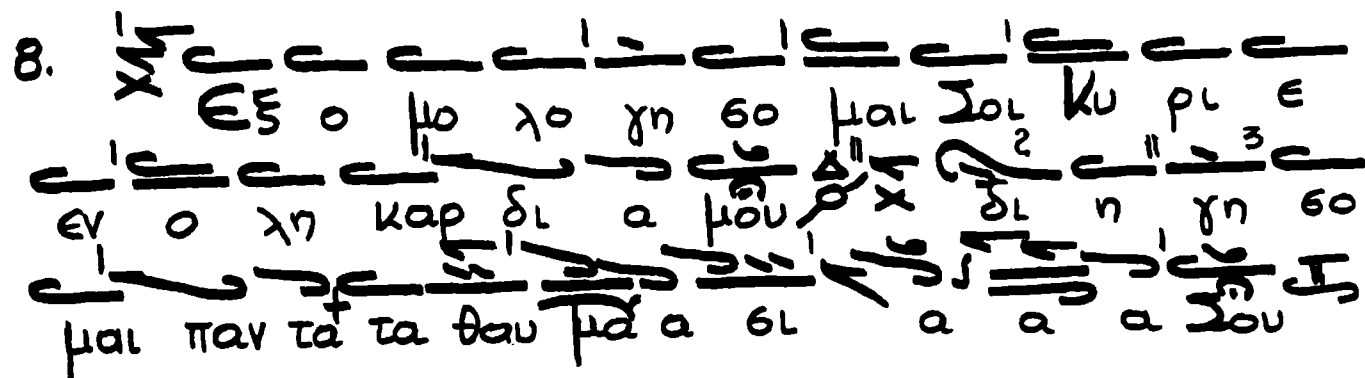 8. Εξ ο μο λο γη σο μαι Σοι Κυ ρι ε
εν ο λη καρ δι α μου δι η γη σο
μαι παν τα τα θαυ μα α σι α α α Σου